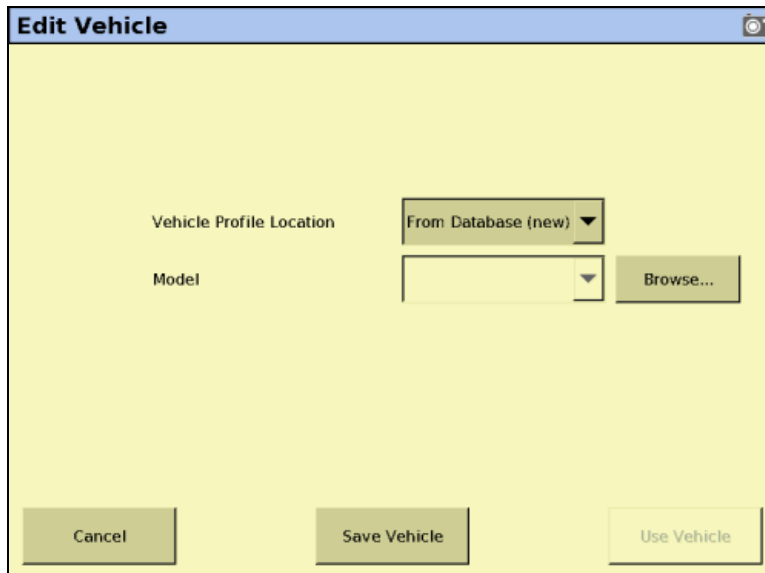 Edit Vehicle
Vehicle Profile Location From Database (new)
Model Browse...
Cancel Save Vehicle Use Vehicle